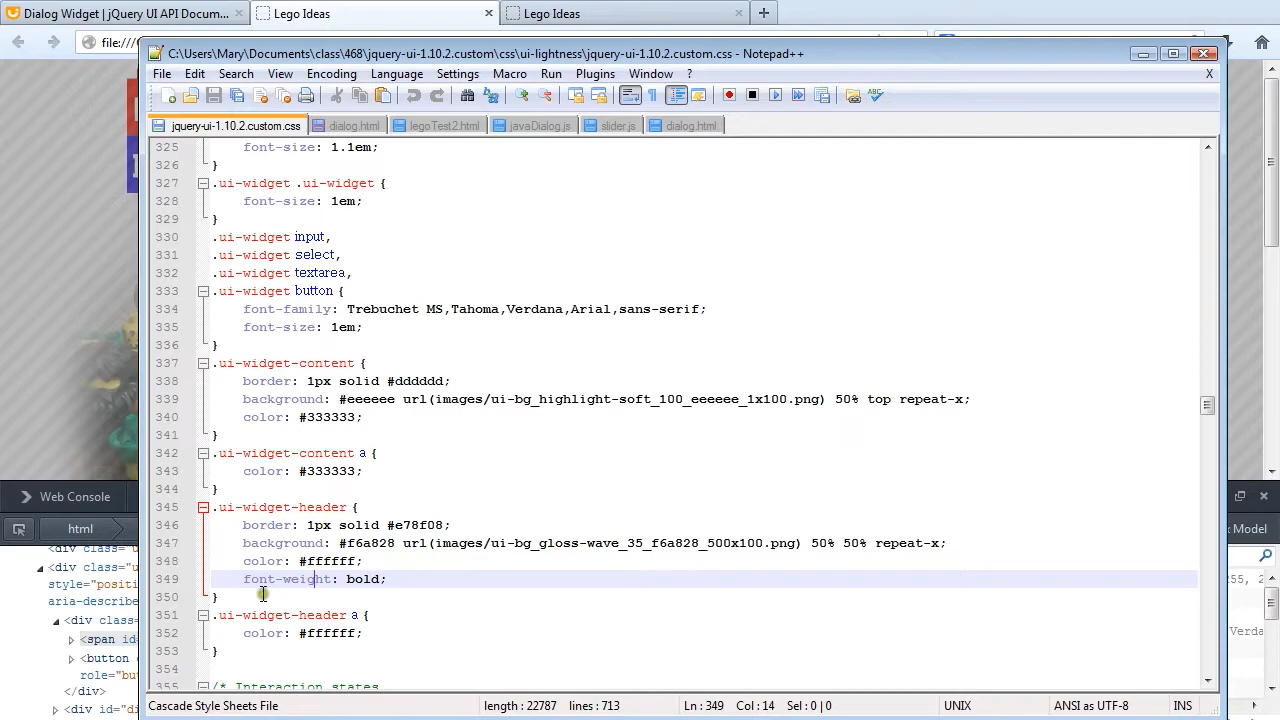 Dialog Widget | jQuery UI API Docum...
Lego Ideas
Lego Ideas
file:///
C:\Users\Mary\Documents\class\468\jquery-ui-1.10.2.custom\css\ui-lightness\jquery-ui-1.10.2.custom.css - Notepad++
File Edit Search View Encoding Language Settings Macro Run Plugins Window ? X
jquery-ui-1.10.2.custom.css dialog.html legoTest2.html javaDialog.js slider.js dialog.html
325 font-size: 1.1em;
326 }
327 .ui-widget .ui-widget {
328 font-size: 1em;
329 }
330 .ui-widget input,
331 .ui-widget select,
332 .ui-widget textarea,
333 .ui-widget button {
334 font-family: Trebuchet MS,Tahoma,Verdana,Arial,sans-serif;
335 font-size: 1em;
336 }
337 .ui-widget-content {
338 border: 1px solid #dddddd;
339 background: #eeeeee url(images/ui-bg_highlight-soft_100_eeeeee_1x100.png) 50% top repeat-x;
340 color: #333333;
341 }
342 .ui-widget-content a {
343 color: #333333;
344 }
345 .ui-widget-header {
346 border: 1px solid #e78f08;
347 background: #f6a828 url(images/ui-bg_gloss-wave_35_f6a828_500x100.png) 50% 50% repeat-x;
348 color: #ffffff;
349 font-weight: bold;
350 }
351 .ui-widget-header a {
352 color: #ffffff;
353 }
354
355 /* Interaction states
Web Console
html
Model
<div class="u
style="positi
aria-describe
<div class=
<span id=
<button
role="bu
</div>
<div id="di
255, 2
Verda
Cascade Style Sheets File length : 22787 lines : 713 Ln : 349 Col : 14 Sel : 0 | 0 UNIX ANSI as UTF-8 INS